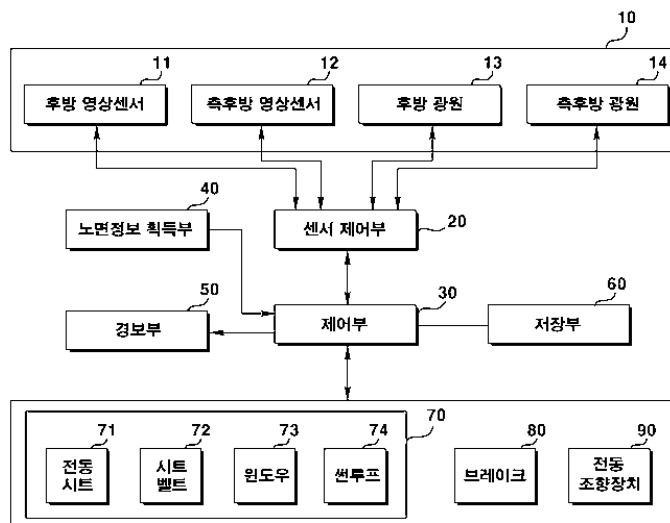 10
11
12
13
14
후방 영상센서
측후방 영상센서
후방 광원
측후방 광원
40
노면정보 획득부
센서 제어부
20
50
30
60
경보부
제어부
저장부
70
71
72
73
74
80
90
전동
시트
시트
벨트
윈도우
썬루프
브레이크
전동
조향장치